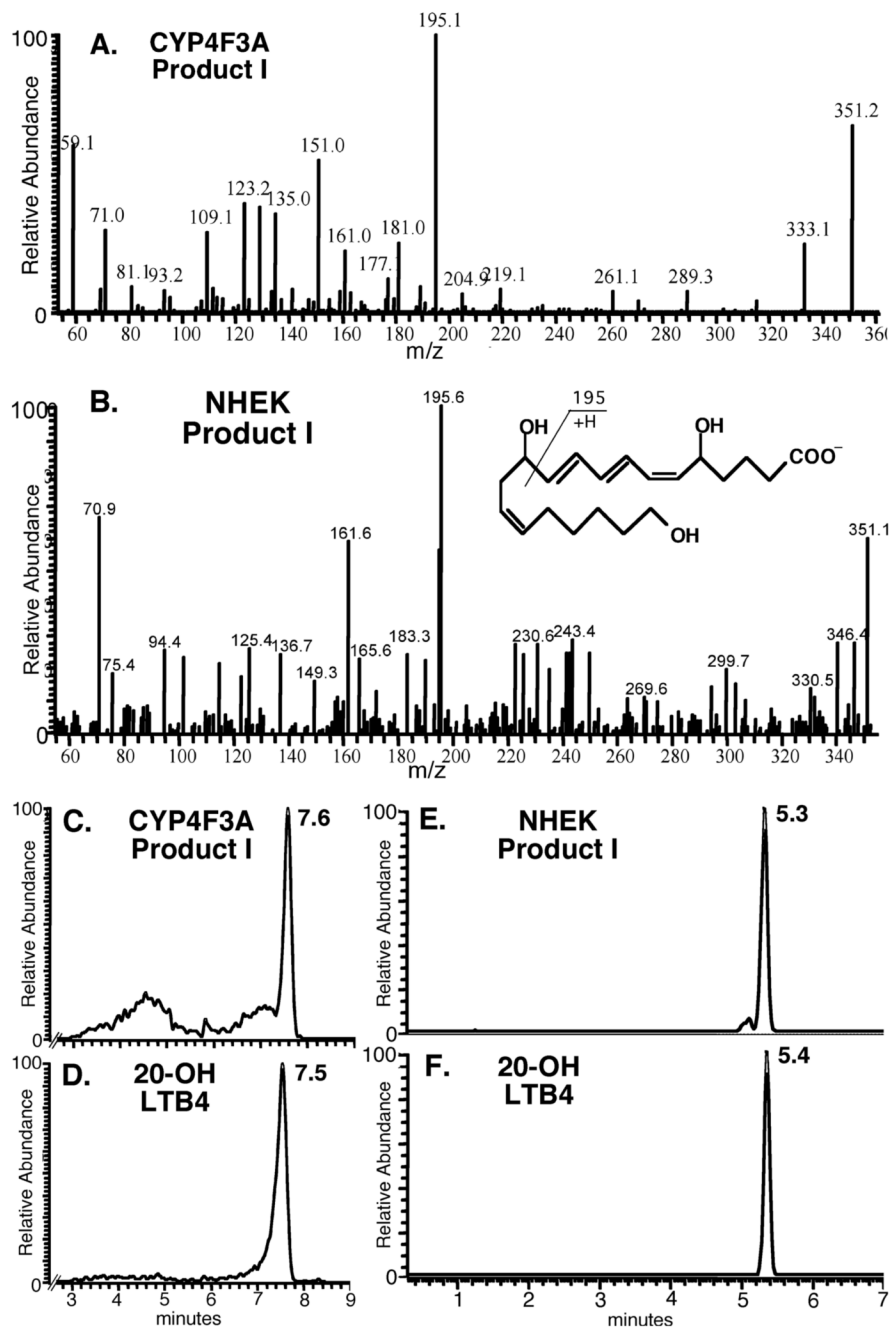 A. CYP4F3A
Product I
Relative Abundance
100
0
59.1
71.0
81.1
93.2
109.1
123.2
135.0
151.0
161.0
177.
181.0
195.1
204.9
219.1
261.1
289.3
333.1
351.2
60 80 100 120 140 160 180 200 220 240 260 280 300 320 340 360
m/z
B. NHEK
Product I
Relative Abundance
100
0
70.9
75.4
94.4
125.4
136.7
149.3
161.6
165.6
183.3
195.6
230.6
243.4
269.6
299.7
330.5
346.4
351.1
195
+H
OH
OH
COO−
OH
60 80 100 120 140 160 180 200 220 240 260 280 300 320 340
m/z
C. CYP4F3A
Product I
7.6
Relative Abundance
100
0
D. 20-OH
LTB4
7.5
Relative Abundance
100
0
3 4 5 6 7 8 9
minutes
E. NHEK
Product I
5.3
Relative Abundance
100
0
F. 20-OH
LTB4
5.4
Relative Abundance
100
0
1 2 3 4 5 6 7
minutes